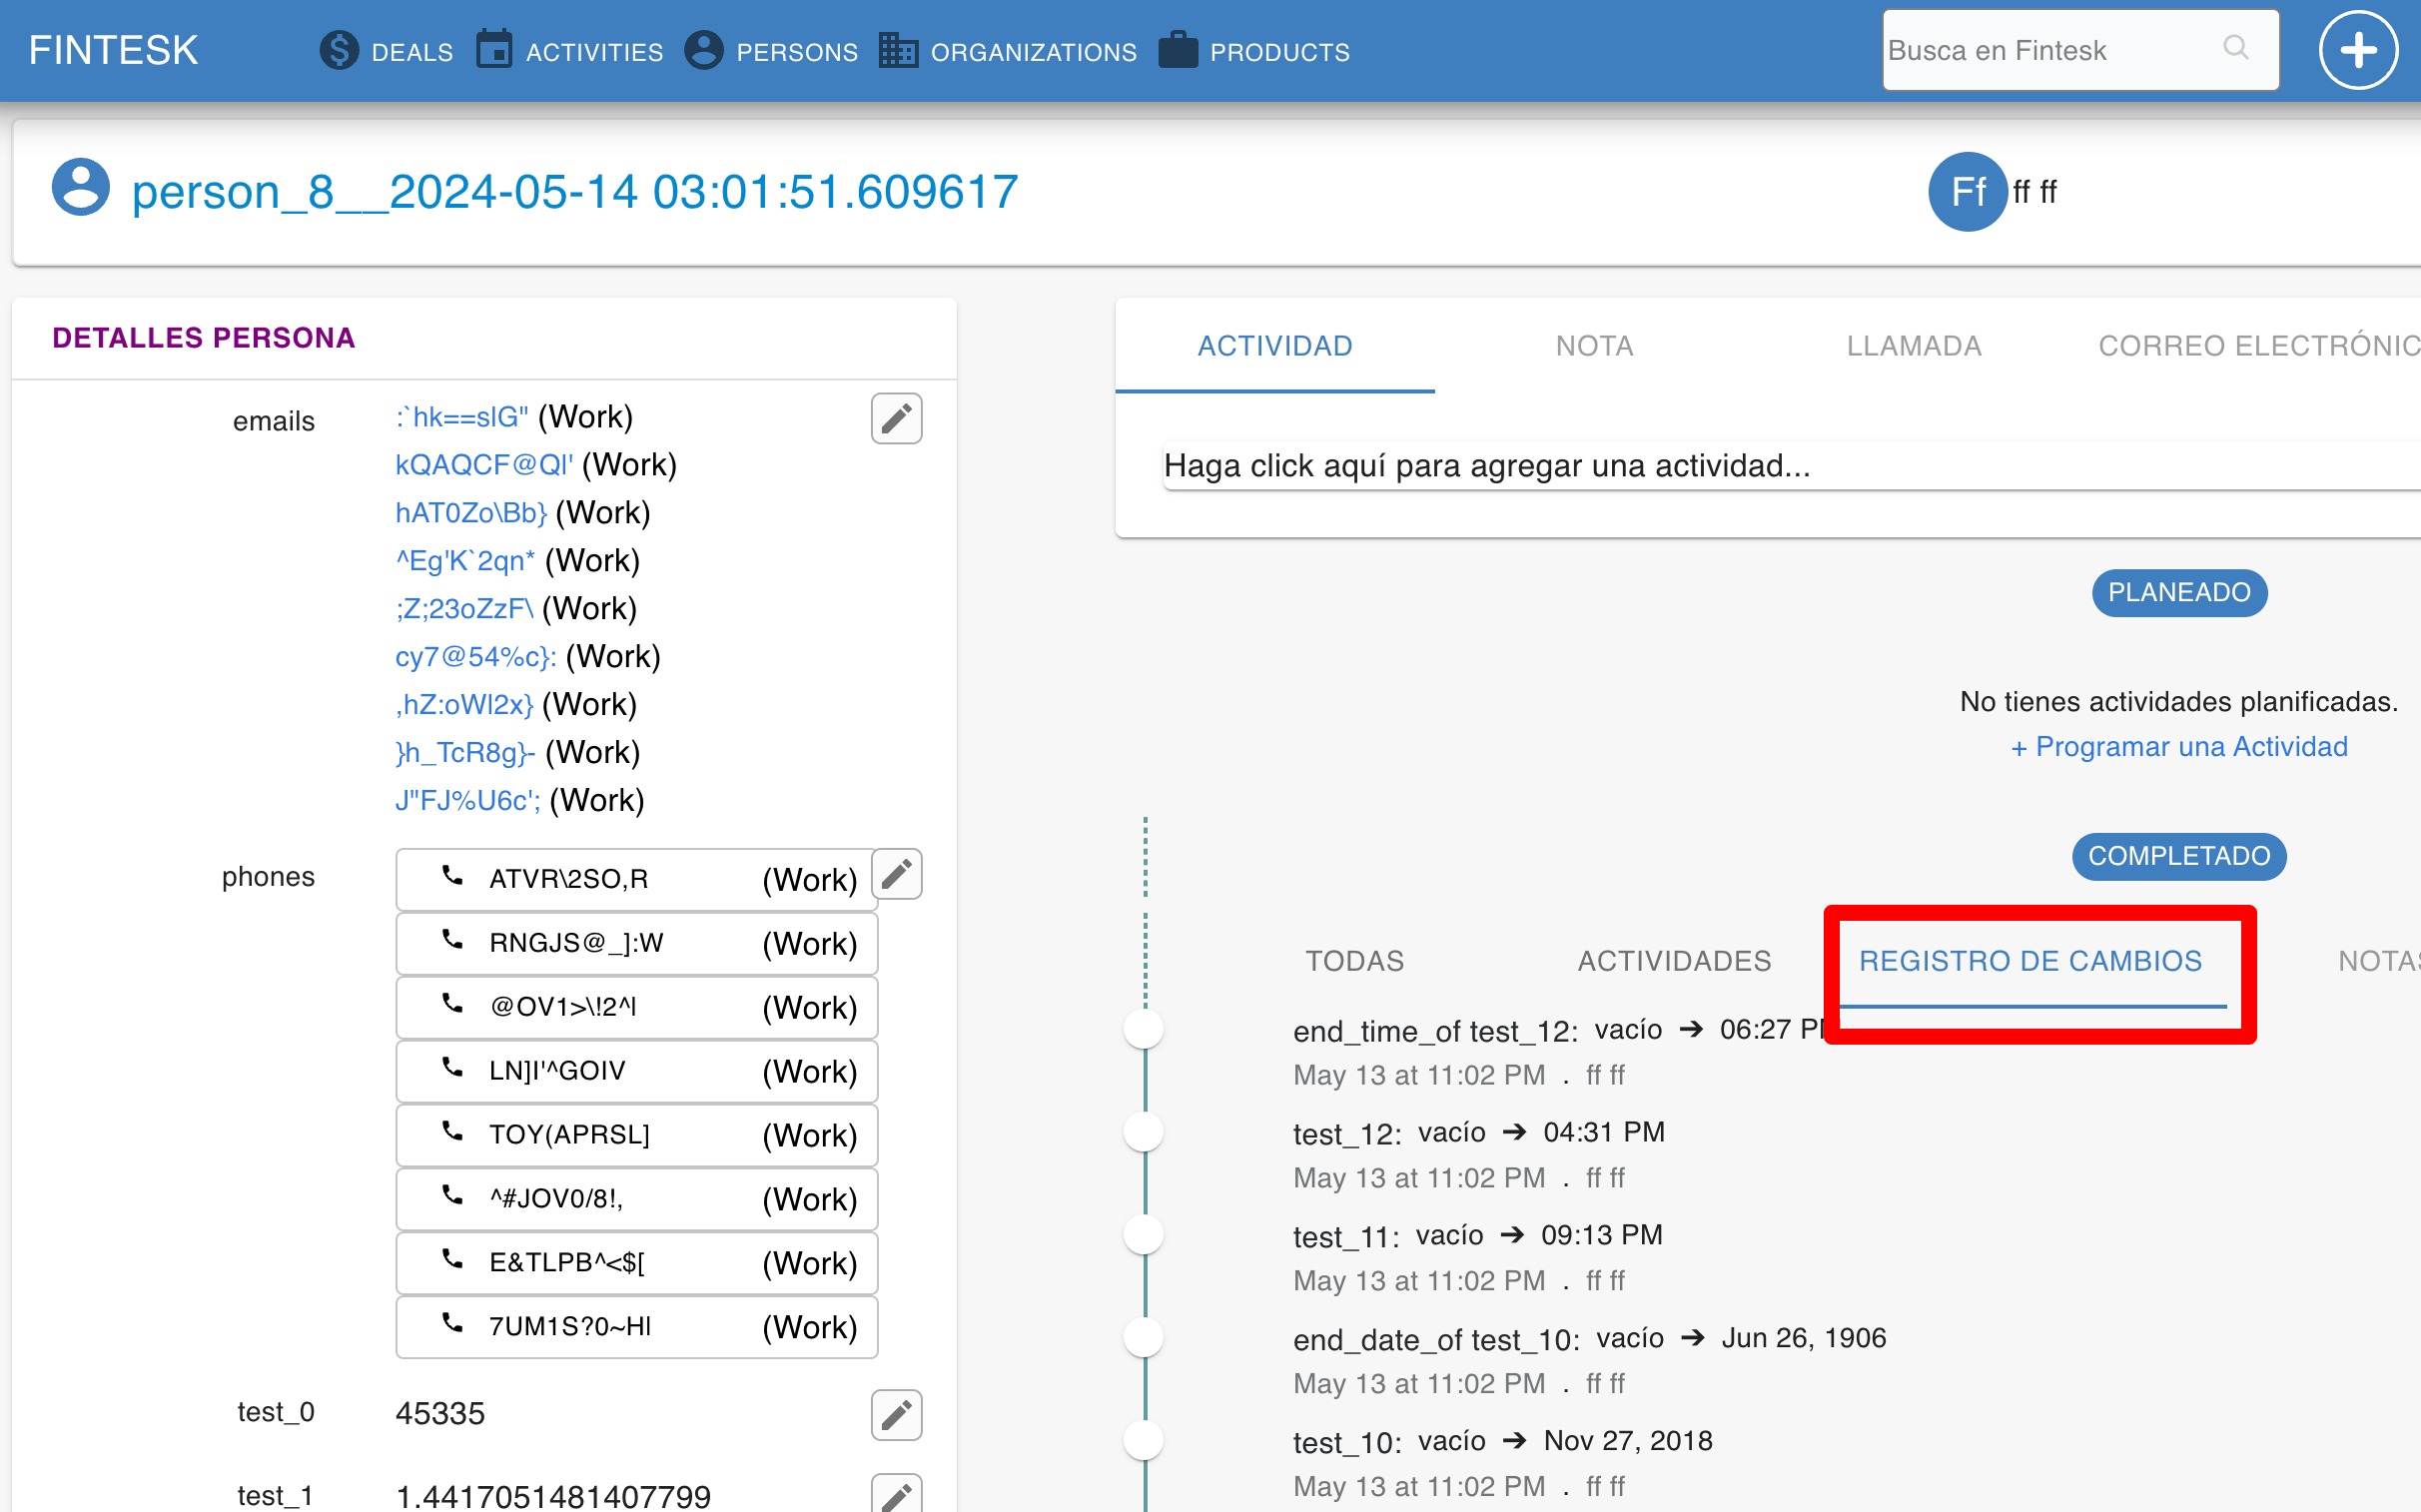 FINTESK DEALS ACTIVITIES PERSONS ORGANIZATIONS PRODUCTS Busca en Fintesk
person_8__2024-05-14 03:01:51.609617 Ff ff ff
DETALLES PERSONA
emails
:`hk==slG" (Work)
kQAQCF@Ql' (Work)
hAT0Zo\Bb} (Work)
^Eg'K`2qn* (Work)
;Z;23oZzF\ (Work)
cy7@54%c}: (Work)
,hZ:oWl2x} (Work)
}h_TcR8g}- (Work)
J"FJ%U6c'; (Work)
phones
ATVR\2SO,R (Work)
RNGJS@_]:W (Work)
@OV1>\!2^I (Work)
LN]I'^GOIV (Work)
TOY(APRSL] (Work)
^#JOV0/8!, (Work)
E&TLPB^<$[ (Work)
7UM1S?0~H| (Work)
test_0 45335
test_1 1.4417051481407799
ACTIVIDAD NOTA LLAMADA CORREO ELECTRÓNIC
Haga click aquí para agregar una actividad...
PLANEADO
No tienes actividades planificadas.
+ Programar una Actividad
COMPLETADO
TODAS ACTIVIDADES REGISTRO DE CAMBIOS NOTAS
end_time_of test_12: vacío ➔ 06:27 P
May 13 at 11:02 PM . ff ff
test_12: vacío ➔ 04:31 PM
May 13 at 11:02 PM . ff ff
test_11: vacío ➔ 09:13 PM
May 13 at 11:02 PM . ff ff
end_date_of test_10: vacío ➔ Jun 26, 1906
May 13 at 11:02 PM . ff ff
test_10: vacío ➔ Nov 27, 2018
May 13 at 11:02 PM . ff ff